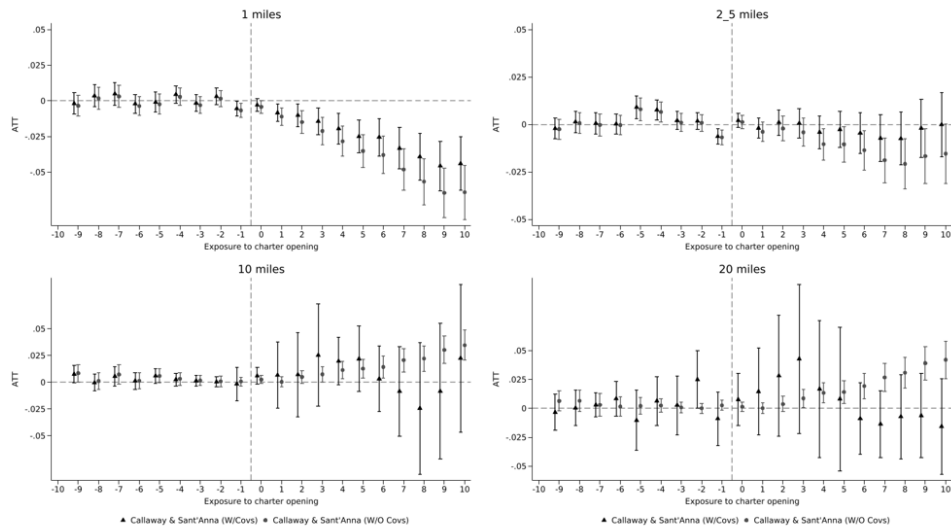 1 miles
.05
.025
0
-.025
-.05
ATT
-10 -9 -8 -7 -6 -5 -4 -3 -2 -1 0 1 2 3 4 5 6 7 8 9 10
Exposure to charter opening
2_5 miles
.05
.025
0
-.025
-.05
ATT
-10 -9 -8 -7 -6 -5 -4 -3 -2 -1 0 1 2 3 4 5 6 7 8 9 10
Exposure to charter opening
10 miles
.05
.025
0
-.025
-.05
ATT
-10 -9 -8 -7 -6 -5 -4 -3 -2 -1 0 1 2 3 4 5 6 7 8 9 10
Exposure to charter opening
20 miles
.05
.025
0
-.025
-.05
ATT
-10 -9 -8 -7 -6 -5 -4 -3 -2 -1 0 1 2 3 4 5 6 7 8 9 10
Exposure to charter opening
Callaway & Sant'Anna (W/Covs) Callaway & Sant'Anna (W/O Covs)
Callaway & Sant'Anna (W/Covs) Callaway & Sant'Anna (W/O Covs)